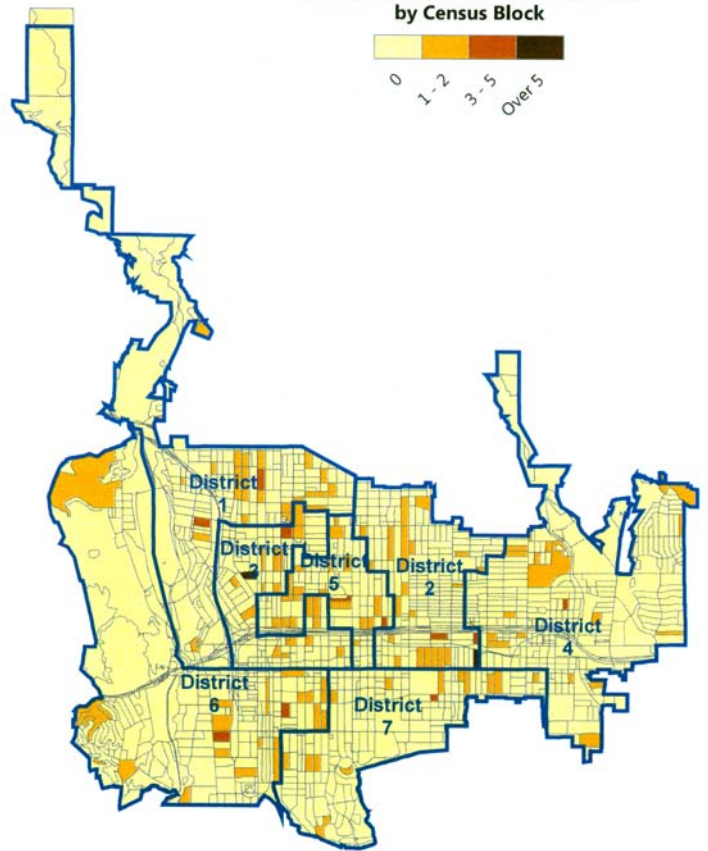 by Census Block
0
1 - 2
3 - 5
Over 5
District
1
District
3
District
5
District
2
District
4
District
6
District
7